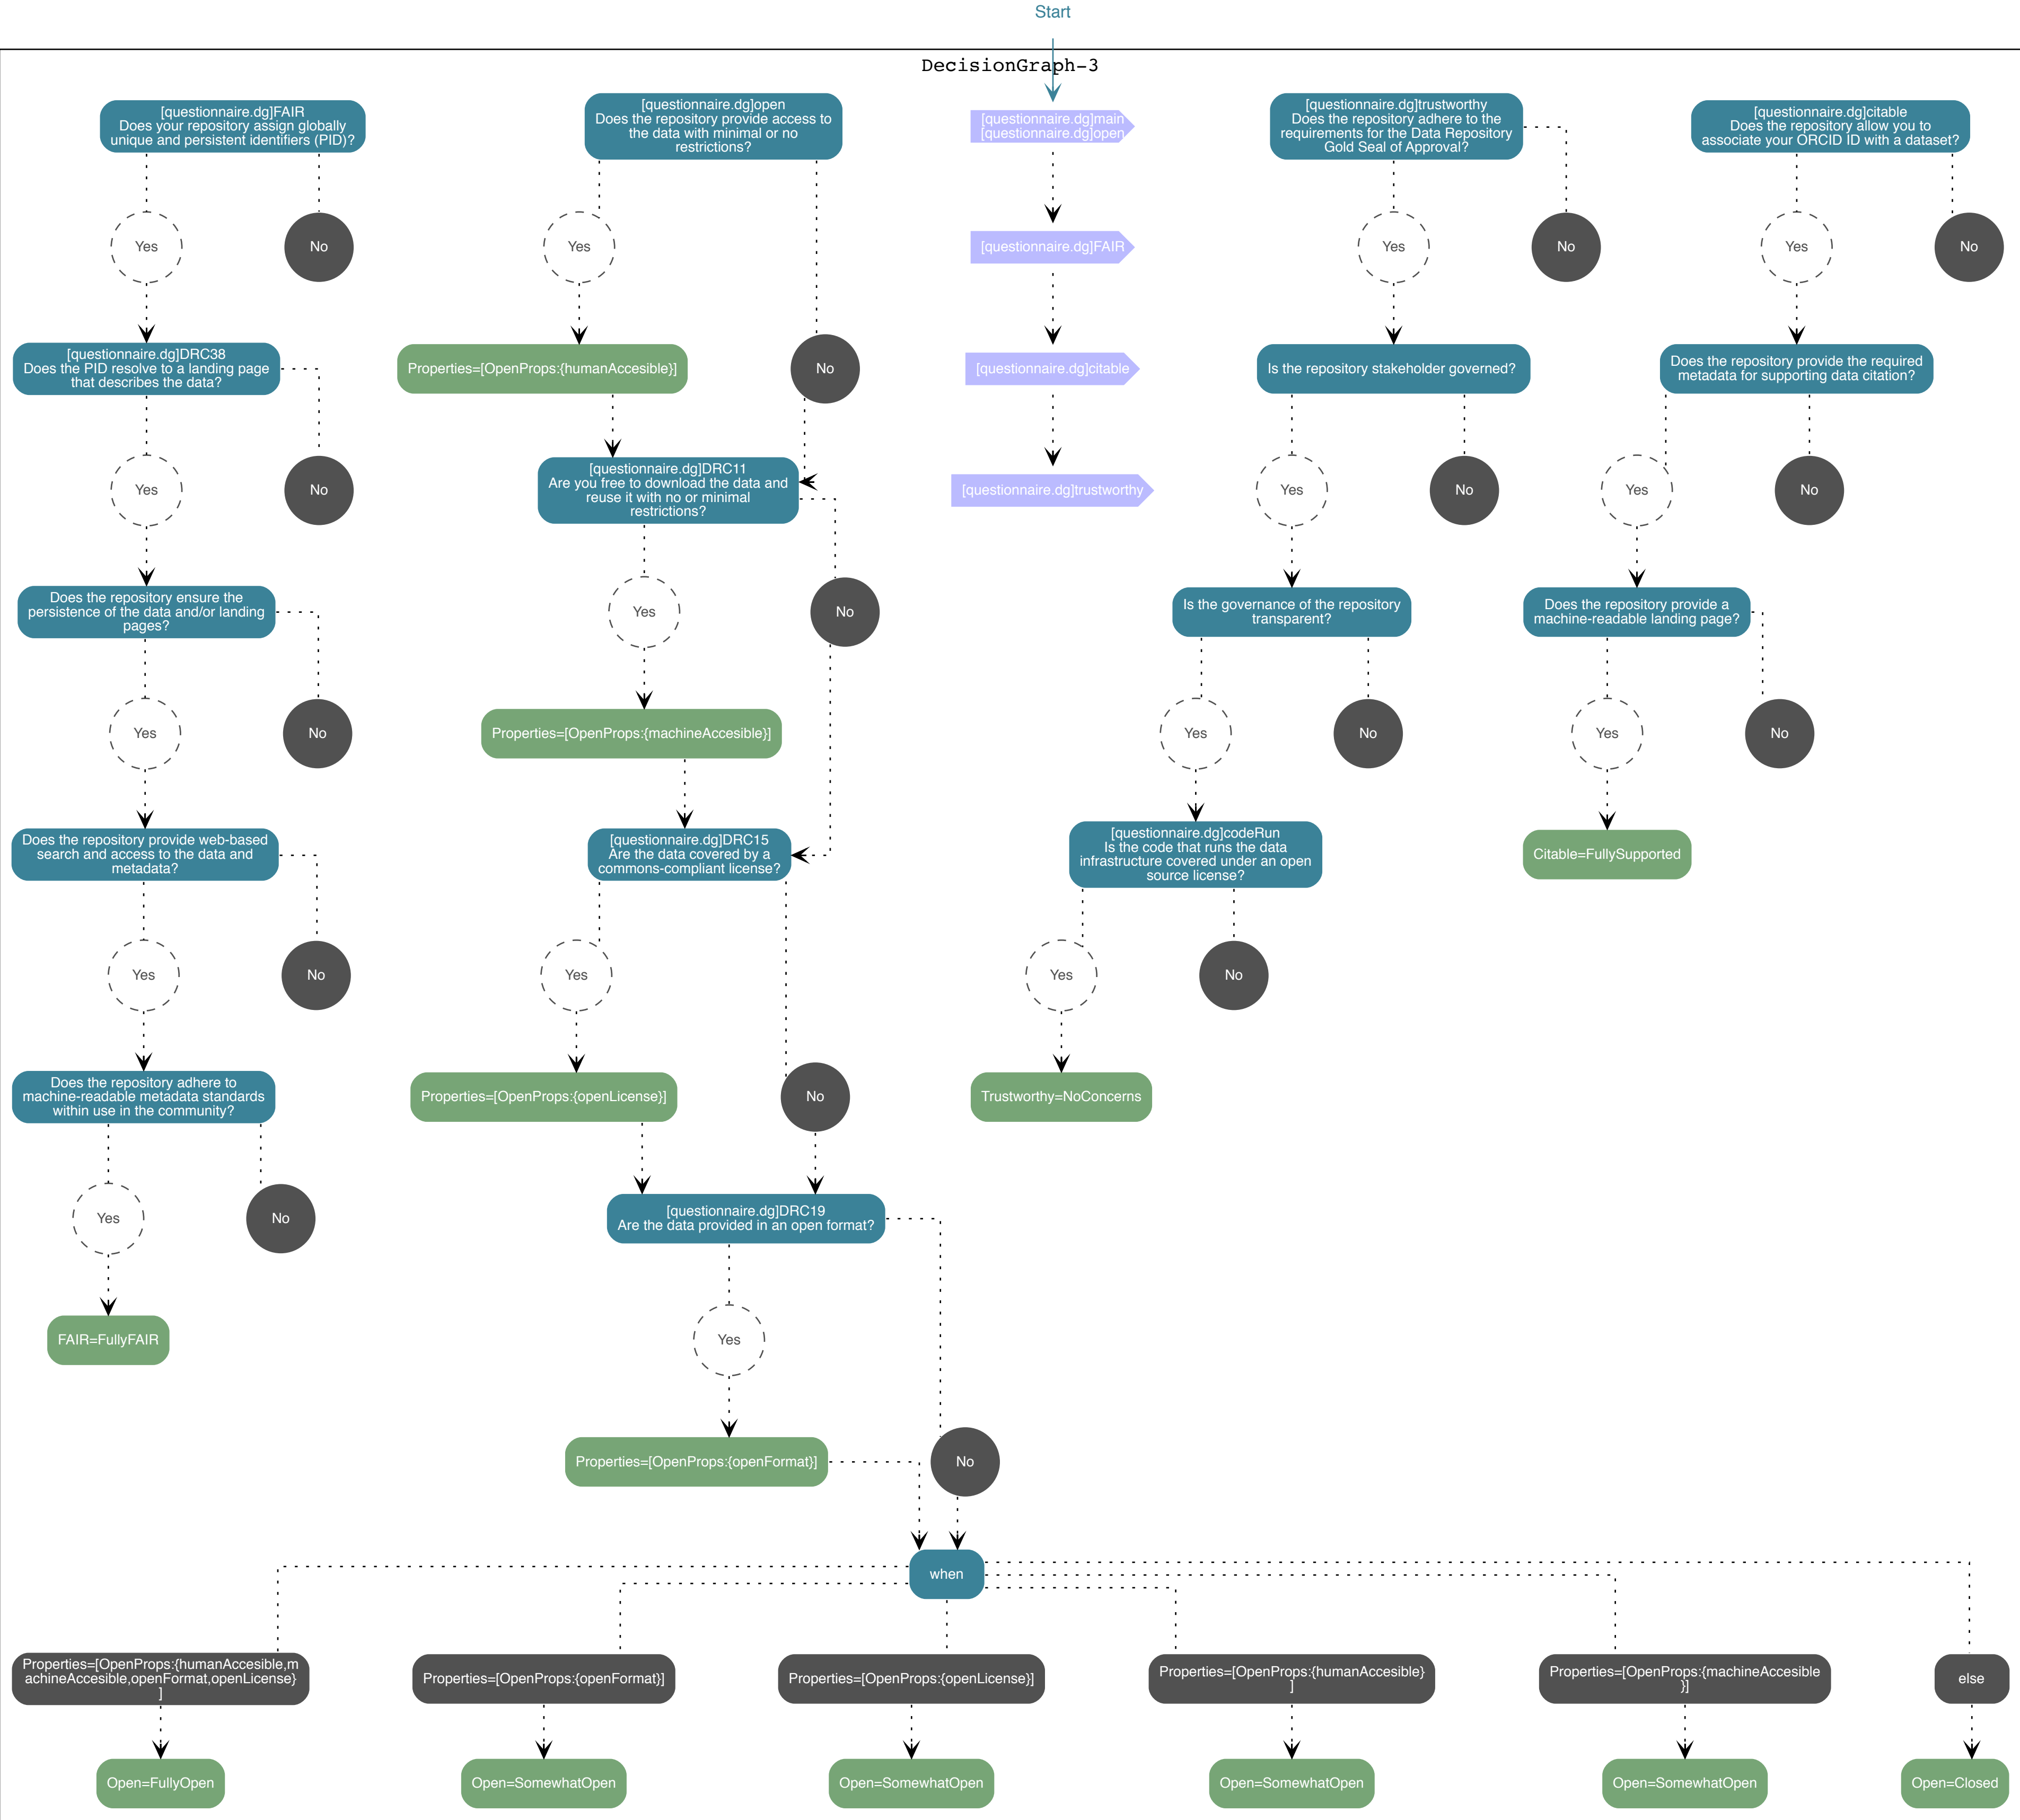 Start
DecisionGraph-3
[questionnaire.dg]FAIR
Does your repository assign globally
unique and persistent identifiers (PID)?
Yes
No
[questionnaire.dg]DRC38
Does the PID resolve to a landing page
that describes the data?
Yes
No
Does the repository ensure the
persistence of the data and/or landing
pages?
Yes
No
Does the repository provide web-based
search and access to the data and
metadata?
Yes
No
Does the repository adhere to
machine-readable metadata standards
within use in the community?
Yes
No
FAIR=FullyFAIR
[questionnaire.dg]open
Does the repository provide access to
the data with minimal or no
restrictions?
Yes
No
Properties=[OpenProps:{humanAccesible}]
[questionnaire.dg]DRC11
Are you free to download the data and
reuse it with no or minimal
restrictions?
Yes
No
Properties=[OpenProps:{machineAccesible}]
[questionnaire.dg]DRC15
Are the data covered by a
commons-compliant license?
Yes
No
Properties=[OpenProps:{openLicense}]
[questionnaire.dg]DRC19
Are the data provided in an open format?
Yes
No
Properties=[OpenProps:{openFormat}]
[questionnaire.dg]main
[questionnaire.dg]open
[questionnaire.dg]FAIR
[questionnaire.dg]citable
[questionnaire.dg]trustworthy
[questionnaire.dg]trustworthy
Does the repository adhere to the
requirements for the Data Repository
Gold Seal of Approval?
Yes
No
Is the repository stakeholder governed?
Yes
No
Is the governance of the repository
transparent?
Yes
No
[questionnaire.dg]codeRun
Is the code that runs the data
infrastructure covered under an open
source license?
Yes
No
Trustworthy=NoConcerns
[questionnaire.dg]citable
Does the repository allow you to
associate your ORCID ID with a dataset?
Yes
No
Does the repository provide the required
metadata for supporting data citation?
Yes
No
Does the repository provide a
machine-readable landing page?
Yes
No
Citable=FullySupported
when
Properties=[OpenProps:{humanAccesible,m
achineAccesible,openFormat,openLicense}
]
Properties=[OpenProps:{openFormat}]
Properties=[OpenProps:{openLicense}]
Properties=[OpenProps:{humanAccesible}
]
Properties=[OpenProps:{machineAccesible
}]
else
Open=FullyOpen
Open=SomewhatOpen
Open=SomewhatOpen
Open=SomewhatOpen
Open=SomewhatOpen
Open=Closed